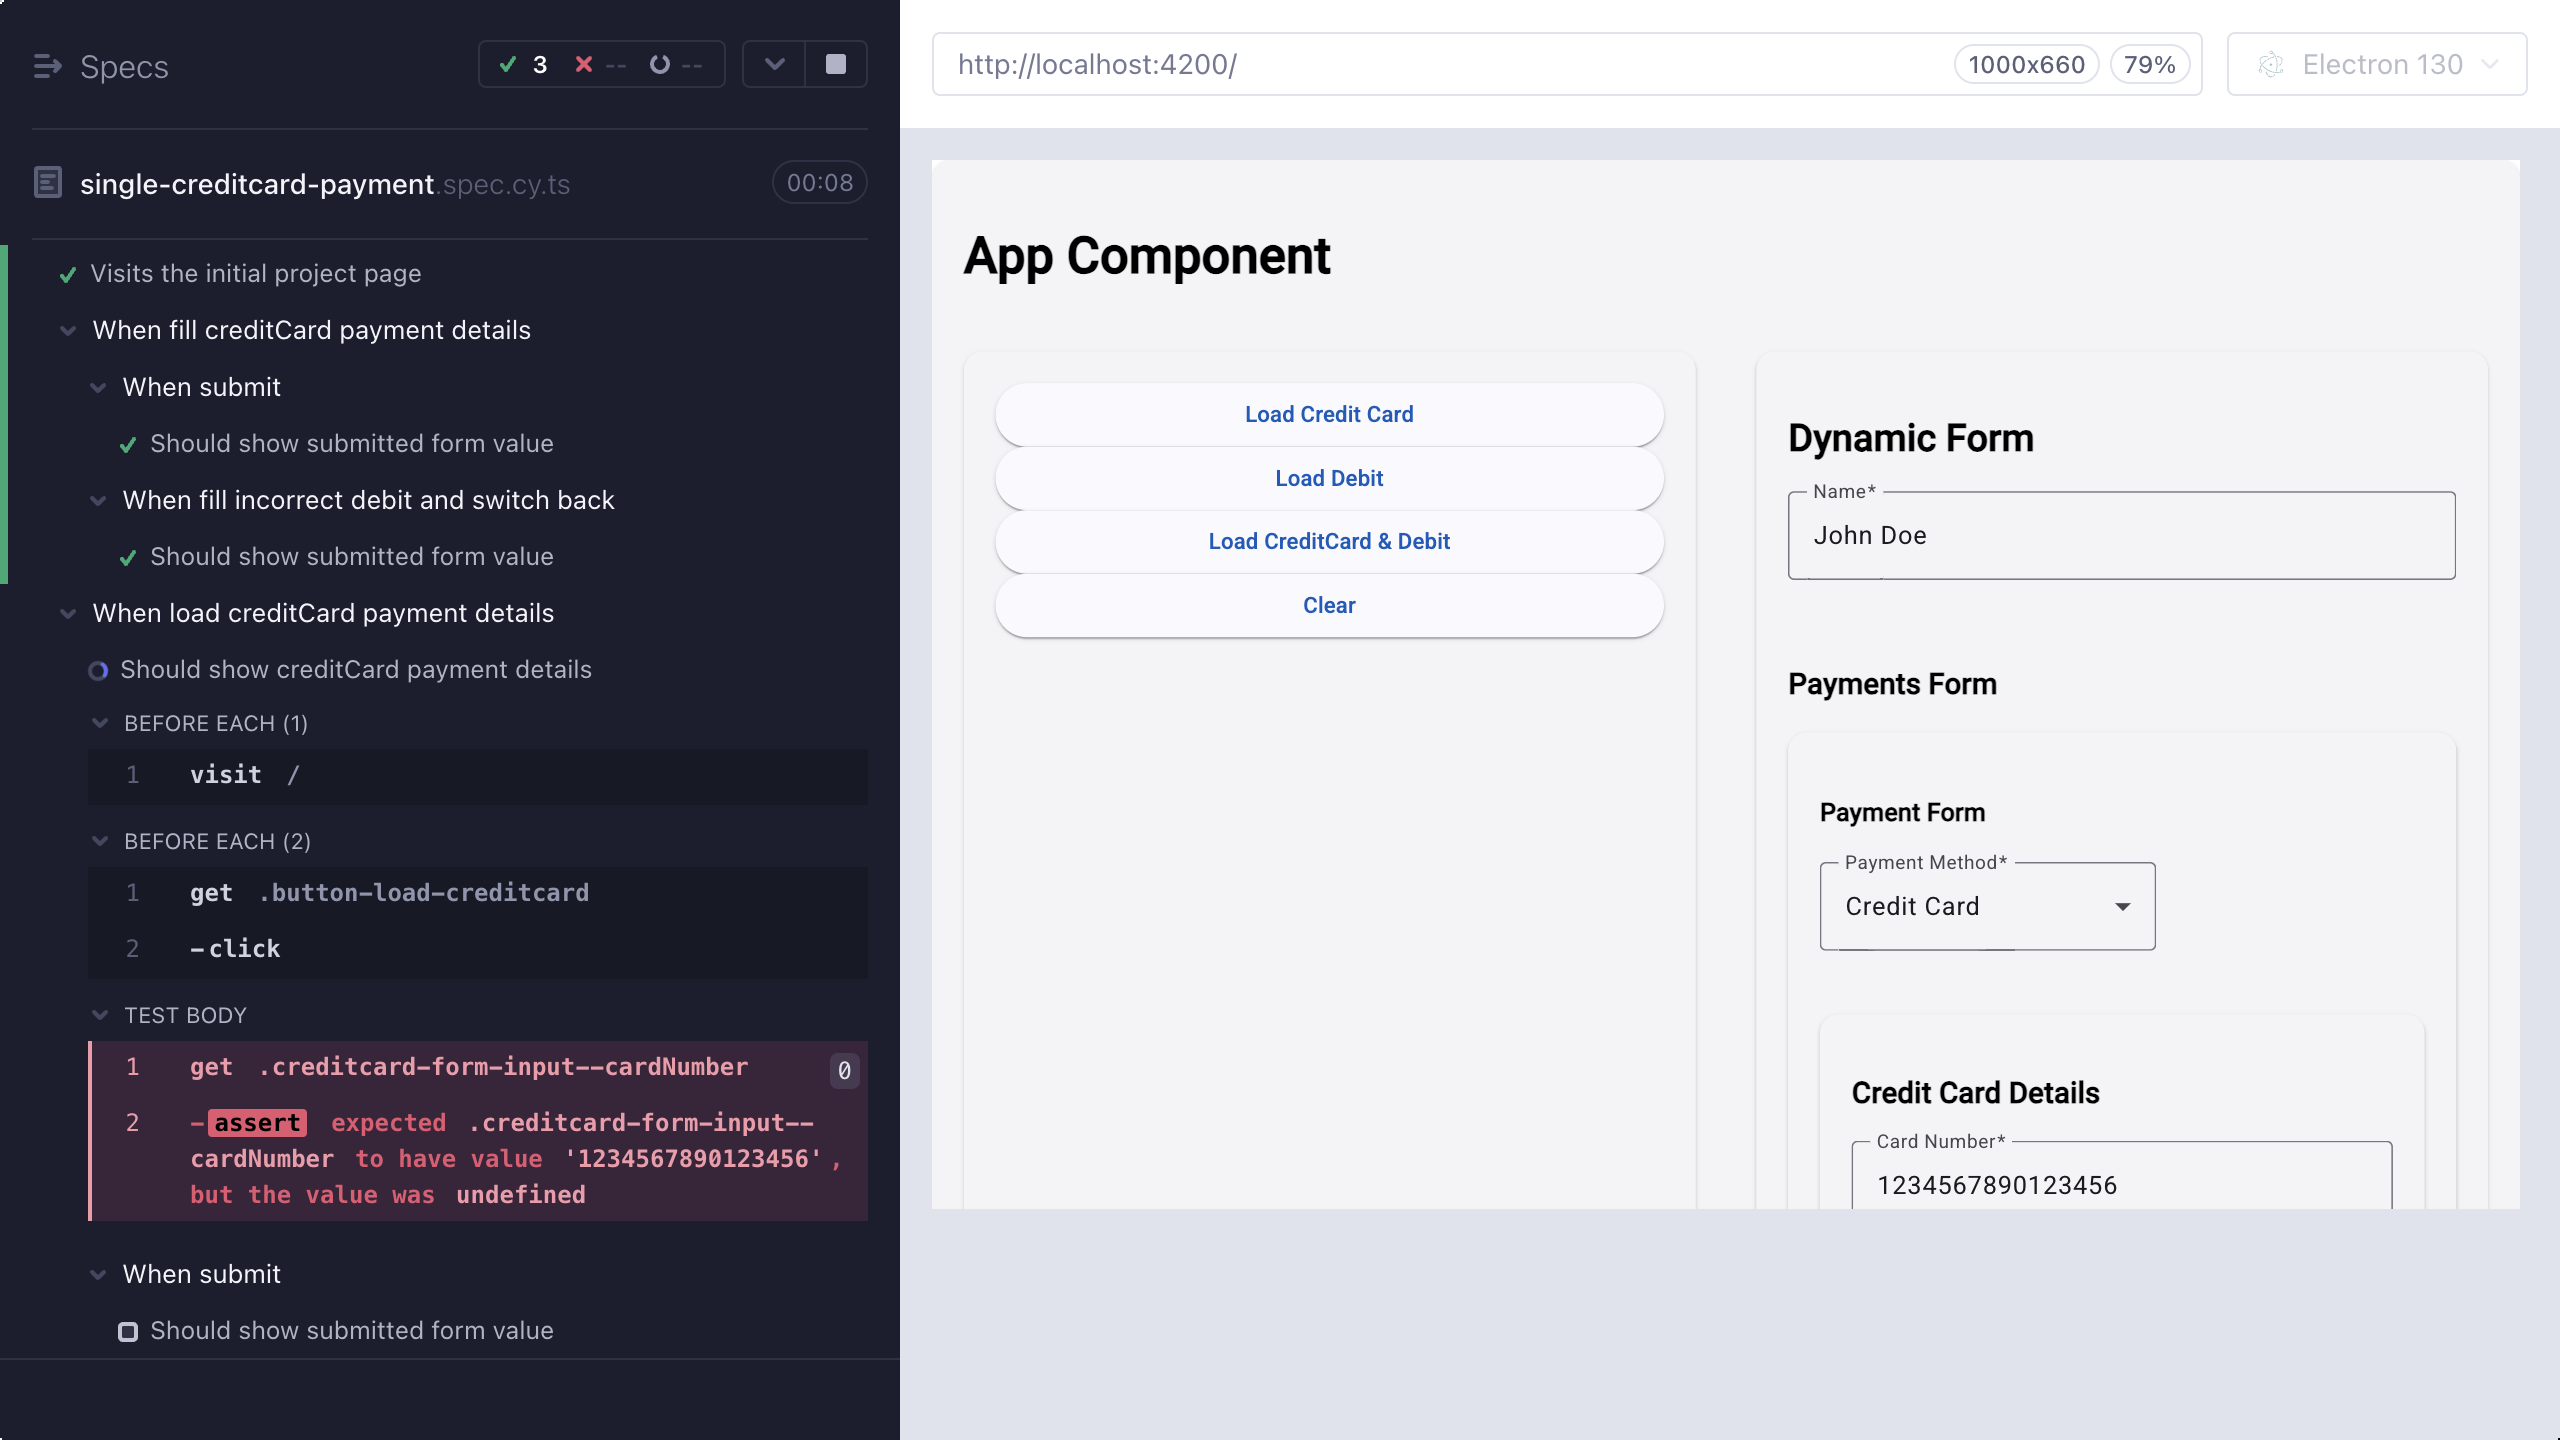 Specs
3 -- --
single-creditcard-payment.spec.cy.ts
00:08
Visits the initial project page
When fill creditCard payment details
When submit
Should show submitted form value
When fill incorrect debit and switch back
Should show submitted form value
When load creditCard payment details
Should show creditCard payment details
BEFORE EACH (1)
1 visit /
BEFORE EACH (2)
1 get .button-load-creditcard
2 -click
TEST BODY
1 get .creditcard-form-input--cardNumber 0
2 -assert expected .creditcard-form-input--
cardNumber to have value '1234567890123456',
but the value was undefined
When submit
Should show submitted form value
http://localhost:4200/
1000x660
79%
Electron 130
App Component
Load Credit Card
Load Debit
Load CreditCard & Debit
Clear
Dynamic Form
Name*
John Doe
Payments Form
Payment Form
Payment Method*
Credit Card
Credit Card Details
Card Number*
1234567890123456